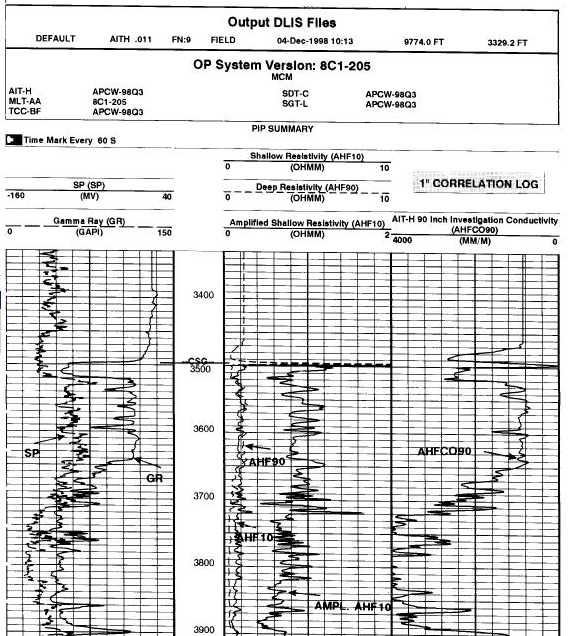 Output DLIS Files
DEFAULT AITH .011 FN:9 FIELD 04-Dec-1998 10:13 9774.0 FT 3329.2 FT
OP System Version: 8C1-205
MCM
AIT-H APCW-98Q3 SDT-C APCW-98Q3
MLT-AA 8C1-205 SGT-L APCW-98Q3
TCC-BF APCW-98Q3
PIP SUMMARY
Time Mark Every 60 S
Shallow Resistivity (AHF10)
0 (OHMM) 10
SP (SP)
-160 (MV) 40
Deep Resistivity (AHF90)
0 (OHMM) 10
1" CORRELATION LOG
Gamma Ray (GR)
0 (GAPI) 150
Amplified Shallow Resistivity (AHF10)
0 (OHMM) 2
AIT-H 90 Inch Investigation Conductivity
(AHFCO90)
4000 (MM/M) 0
3400
CSG
3500
3600
SP
AHF90
AHFCO90
GR
3700
AHF10
3800
AMPL. AHF10
3900